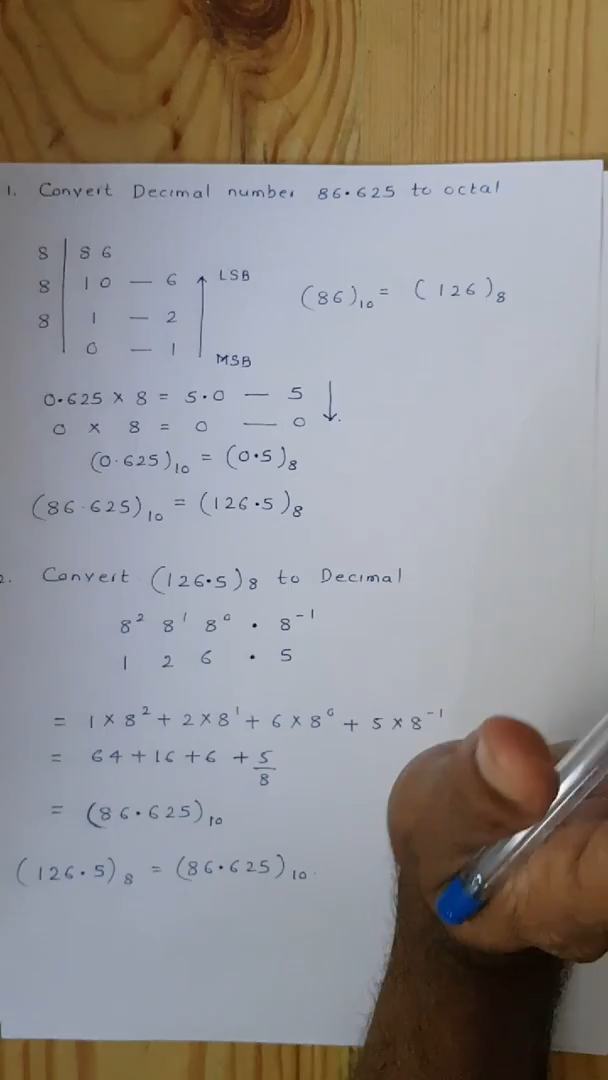 1. Convert Decimal number 86.625 to octal
8 | 86
8 | 10 — 6 ↑ LSB
8 | 1 — 2
0 — 1 MSB
(86)₁₀ = (126)₈
0.625 × 8 = 5.0 — 5 ↓
0 × 8 = 0 — 0
(0.625)₁₀ = (0.5)₈
(86.625)₁₀ = (126.5)₈
2. Convert (126.5)₈ to Decimal
8² 8¹ 8⁰ . 8⁻¹
1 2 6 . 5
= 1 × 8² + 2 × 8¹ + 6 × 8⁰ + 5 × 8⁻¹
= 64 + 16 + 6 + 5/8
= (86.625)₁₀
(126.5)₈ = (86.625)₁₀.